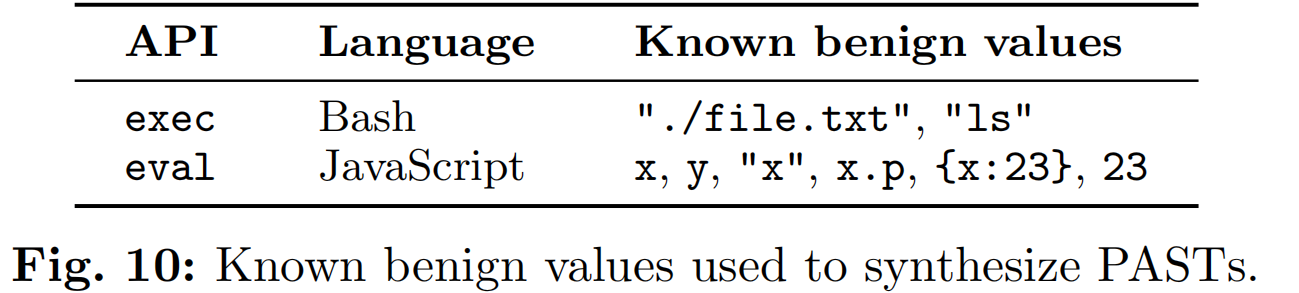 API Language Known benign values
exec Bash "./file.txt", "ls"
eval JavaScript x, y, "x", x.p, {x:23}, 23
Fig. 10: Known benign values used to synthesize PASTs.